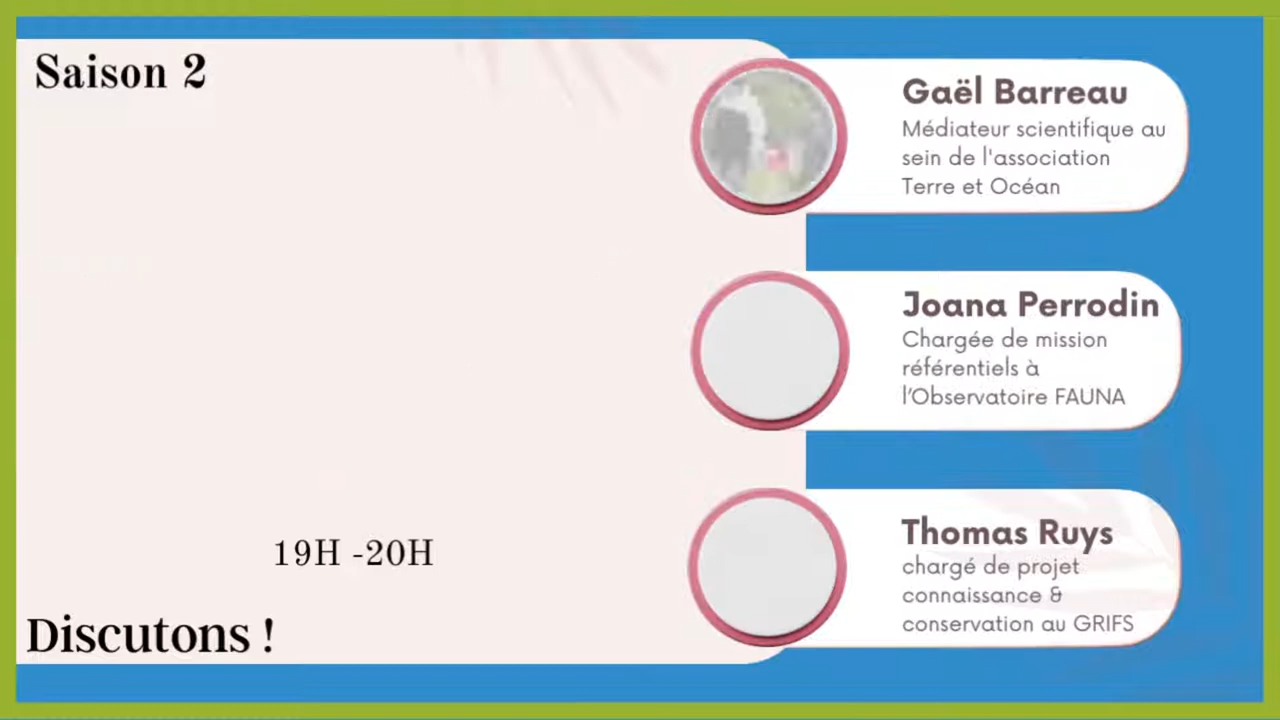 Saison 2
19H -20H
Discutons !
Gaël Barreau
Médiateur scientifique au
sein de l'association
Terre et Océan
Joana Perrodin
Chargée de mission
référentiels à
l'Observatoire FAUNA
Thomas Ruys
chargé de projet
connaissance &
conservation au GRIFS